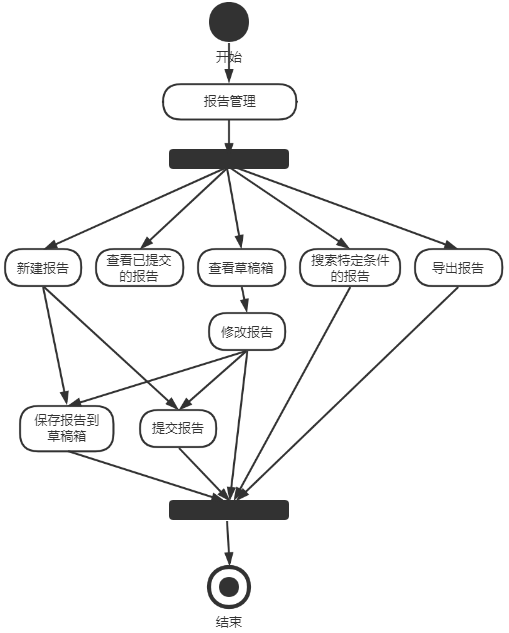 开始
报告管理
新建报告
查看已提交
的报告
查看草稿箱
搜索特定条件
的报告
导出报告
修改报告
保存报告到
草稿箱
提交报告
结束